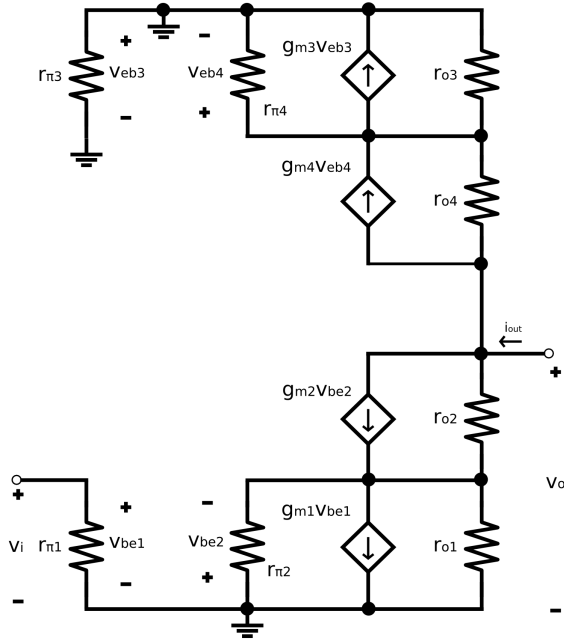 gm3veb3
rπ3
veb3
veb4
rπ4
ro3
gm4veb4
ro4
iout
gm2vbe2
ro2
vo
gm1vbe1
vi
rπ1
vbe1
vbe2
rπ2
ro1
+
-
-
+
+
-
+
-
-
+
+
-